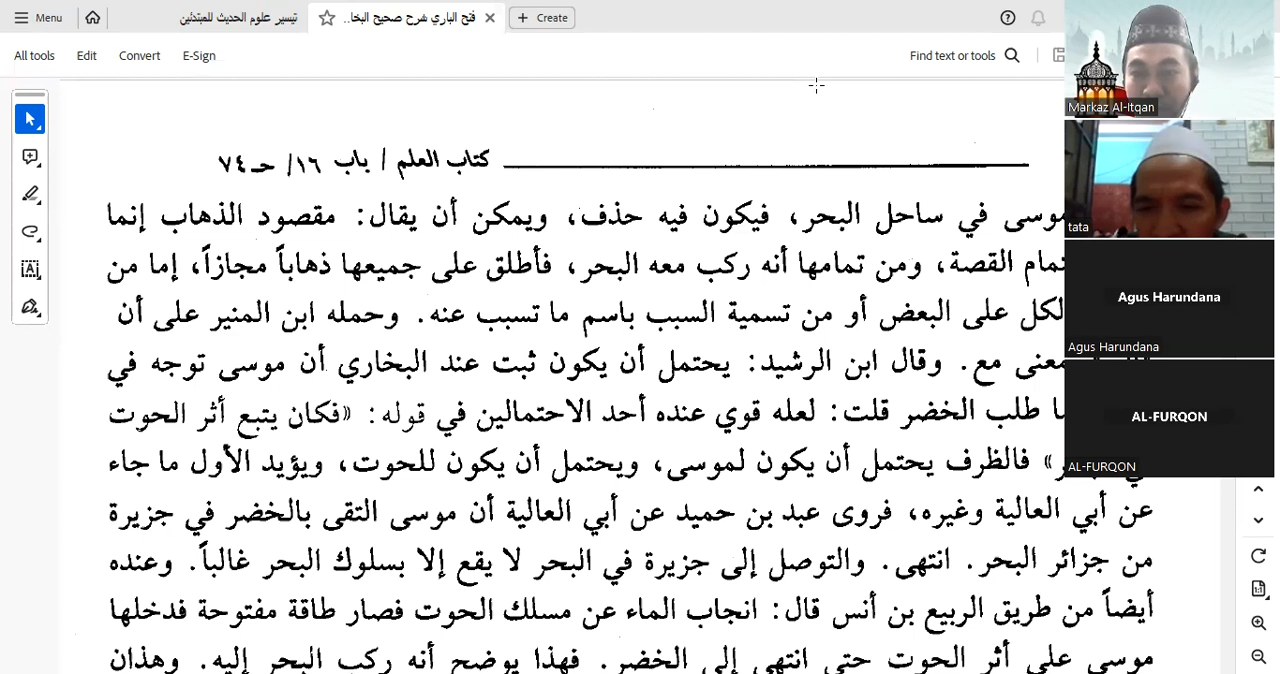 Menu
تيسير علوم الحديث للمبتدئين
فتح الباري شرح صحيح البخا..
Create
All tools
Edit
Convert
E-Sign
Find text or tools
كتاب العلم / باب ١٦/ حـ ٧٤
موسى في ساحل البحر، فيكون فيه حذف، ويمكن أن يقال: مقصود الذهاب إنما
تمام القصة، ومن تمامها أنه ركب معه البحر، فأطلق على جميعها ذهاباً مجازاً، إما من
الكل على البعض أو من تسمية السبب باسم ما تسبب عنه. وحمله ابن المنير على أن
معنى مع. وقال ابن الرشيد: يحتمل أن يكون ثبت عند البخاري أن موسى توجه في
طلب الخضر قلت: لعله قوي عنده أحد الاحتمالين في قوله: «فكان يتبع أثر الحوت
» فالظرف يحتمل أن يكون لموسى، ويحتمل أن يكون للحوت، ويؤيد الأول ما جاء
عن أبي العالية وغيره، فروى عبد بن حميد عن أبي العالية أن موسى التقى بالخضر في جزيرة
من جزائر البحر. انتهى. والتوصل إلى جزيرة في البحر لا يقع إلا بسلوك البحر غالباً. وعنده
أيضاً من طريق الربيع بن أنس قال: انجاب الماء عن مسلك الحوت فصار طاقة مفتوحة فدخلها
موسى على أثر الحوت حتى انتهى إلى الخضر. فهذا يوضح أنه ركب البحر إليه. وهذان
Markaz Al-Itqan
tata
Agus Harundana
Agus Harundana
AL-FURQON
AL-FURQON